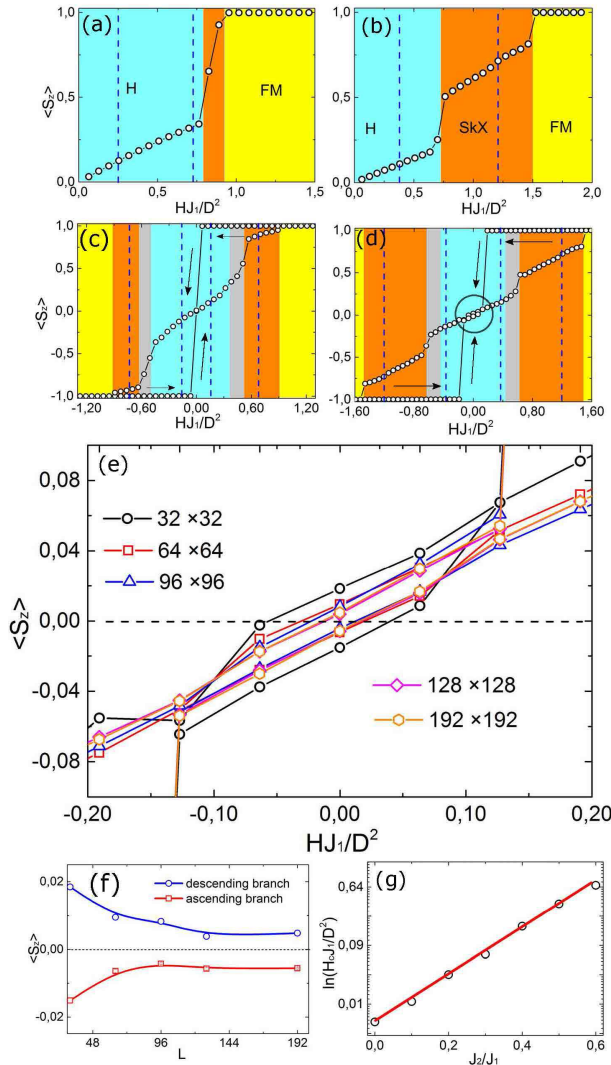 (a)
H
FM
<Sz>
1,0
0,5
0,0
0,0 0,5 1,0 1,5
HJ1/D²
(b)
H
SkX
FM
1,0
0,5
0,0
0,0 0,5 1,0 1,5 2,0
HJ1/D²
(c)
<Sz>
1,0
0,5
0,0
-0,5
-1,0
-1,20 -0,60 0,00 0,60 1,20
HJ1/D²
(d)
1,0
0,5
0,0
-0,5
-1,0
-1,60 -0,80 0,00 0,80 1,60
HJ1/D²
(e)
32 ×32
64 ×64
96 ×96
128 ×128
192 ×192
<Sz>
0,08
0,04
0,00
-0,04
-0,08
-0,20 -0,10 0,00 0,10 0,20
HJ1/D²
(f)
descending branch
ascending branch
<Sz>
0,02
0,00
-0,02
48 96 144 192
L
(g)
ln(HcJ1/D²)
0,64
0,09
0,01
0,0 0,2 0,4 0,6
J2/J1